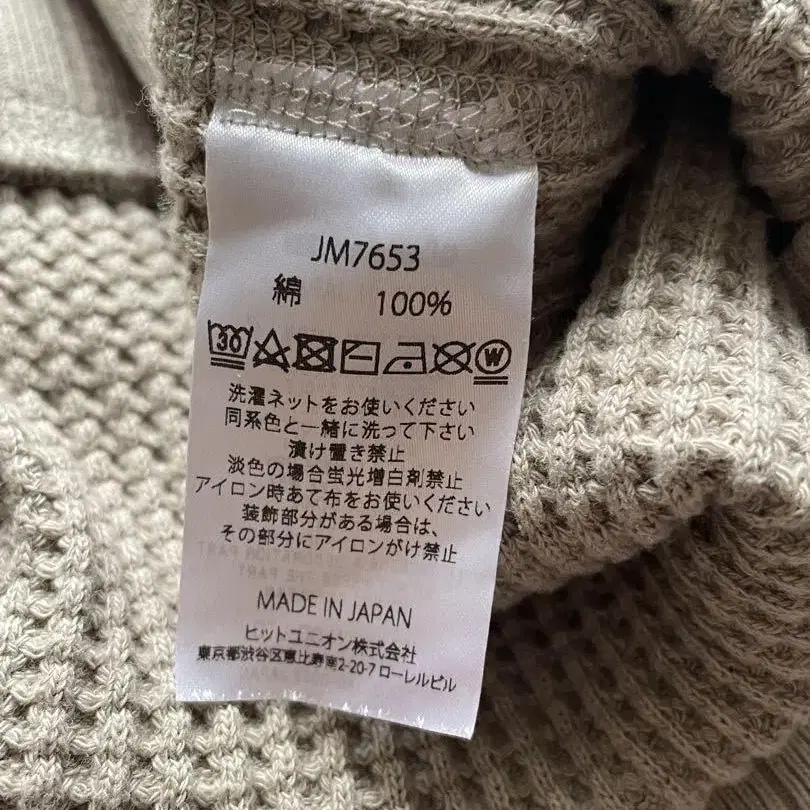 JM7653
綿 100%
30 W
洗濯ネットをお使いください
同系色と一緒に洗って下さい
漬け置き禁止
淡色の場合蛍光増白剤禁止
アイロン時あて布をお使いください
装飾部分がある場合は、
その部分にアイロンがけ禁止
MADE IN JAPAN
ヒットユニオン株式会社
東京都渋谷区恵比寿南2-20-7 ローレルビル